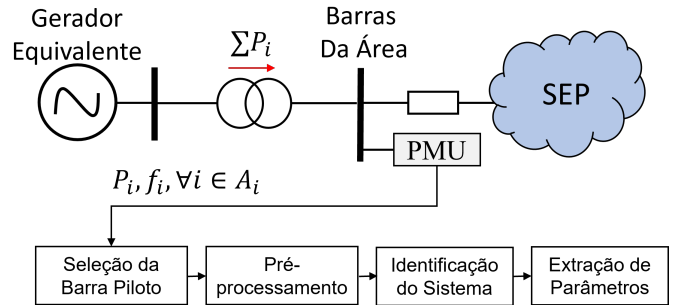 Gerador
Equivalente
∑P_i
Barras
Da Área
SEP
PMU
P_i, f_i, ∀i ∈ A_i
Seleção da
Barra Piloto
Pré-
processamento
Identificação
do Sistema
Extração de
Parâmetros